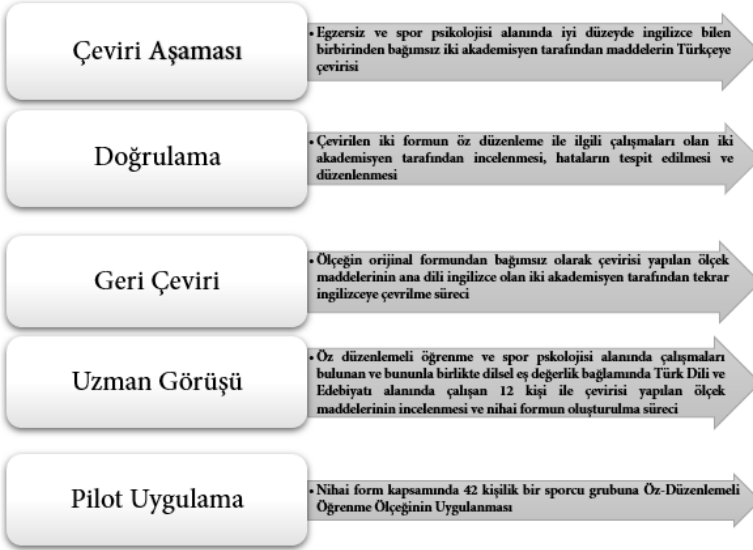 Çeviri Aşaması
• Egzersiz ve spor psikolojisi alanında iyi düzeyde ingilizce bilen
birbirinden bağımsız iki akademisyen tarafından maddelerin Türkçeye
çevirisi
Doğrulama
• Çevirilen iki formun öz düzenleme ile ilgili çalışmaları olan iki
akademisyen tarafından incelenmesi, hataların tespit edilmesi ve
düzenlenmesi
Geri Çeviri
• Ölçeğin orijinal formundan bağımsız olarak çevirisi yapılan ölçek
maddelerinin ana dili ingilizce olan iki akademisyen tarafından tekrar
ingilizceye çevrilme süreci
Uzman Görüşü
• Öz düzenlemeli öğrenme ve spor pskolojisi alanında çalışmaları
bulunan ve bununla birlikte dilsel eş değerlik bağlamında Türk Dili ve
Edebiyatı alanında çalışan 12 kişi ile çevirisi yapılan ölçek
maddelerinin incelenmesi ve nihai formun oluşturulma süreci
Pilot Uygulama
• Nihai form kapsamında 42 kişilik bir sporcu grubuna Öz-Düzenlemeli
Öğrenme Ölçeğinin Uygulanması